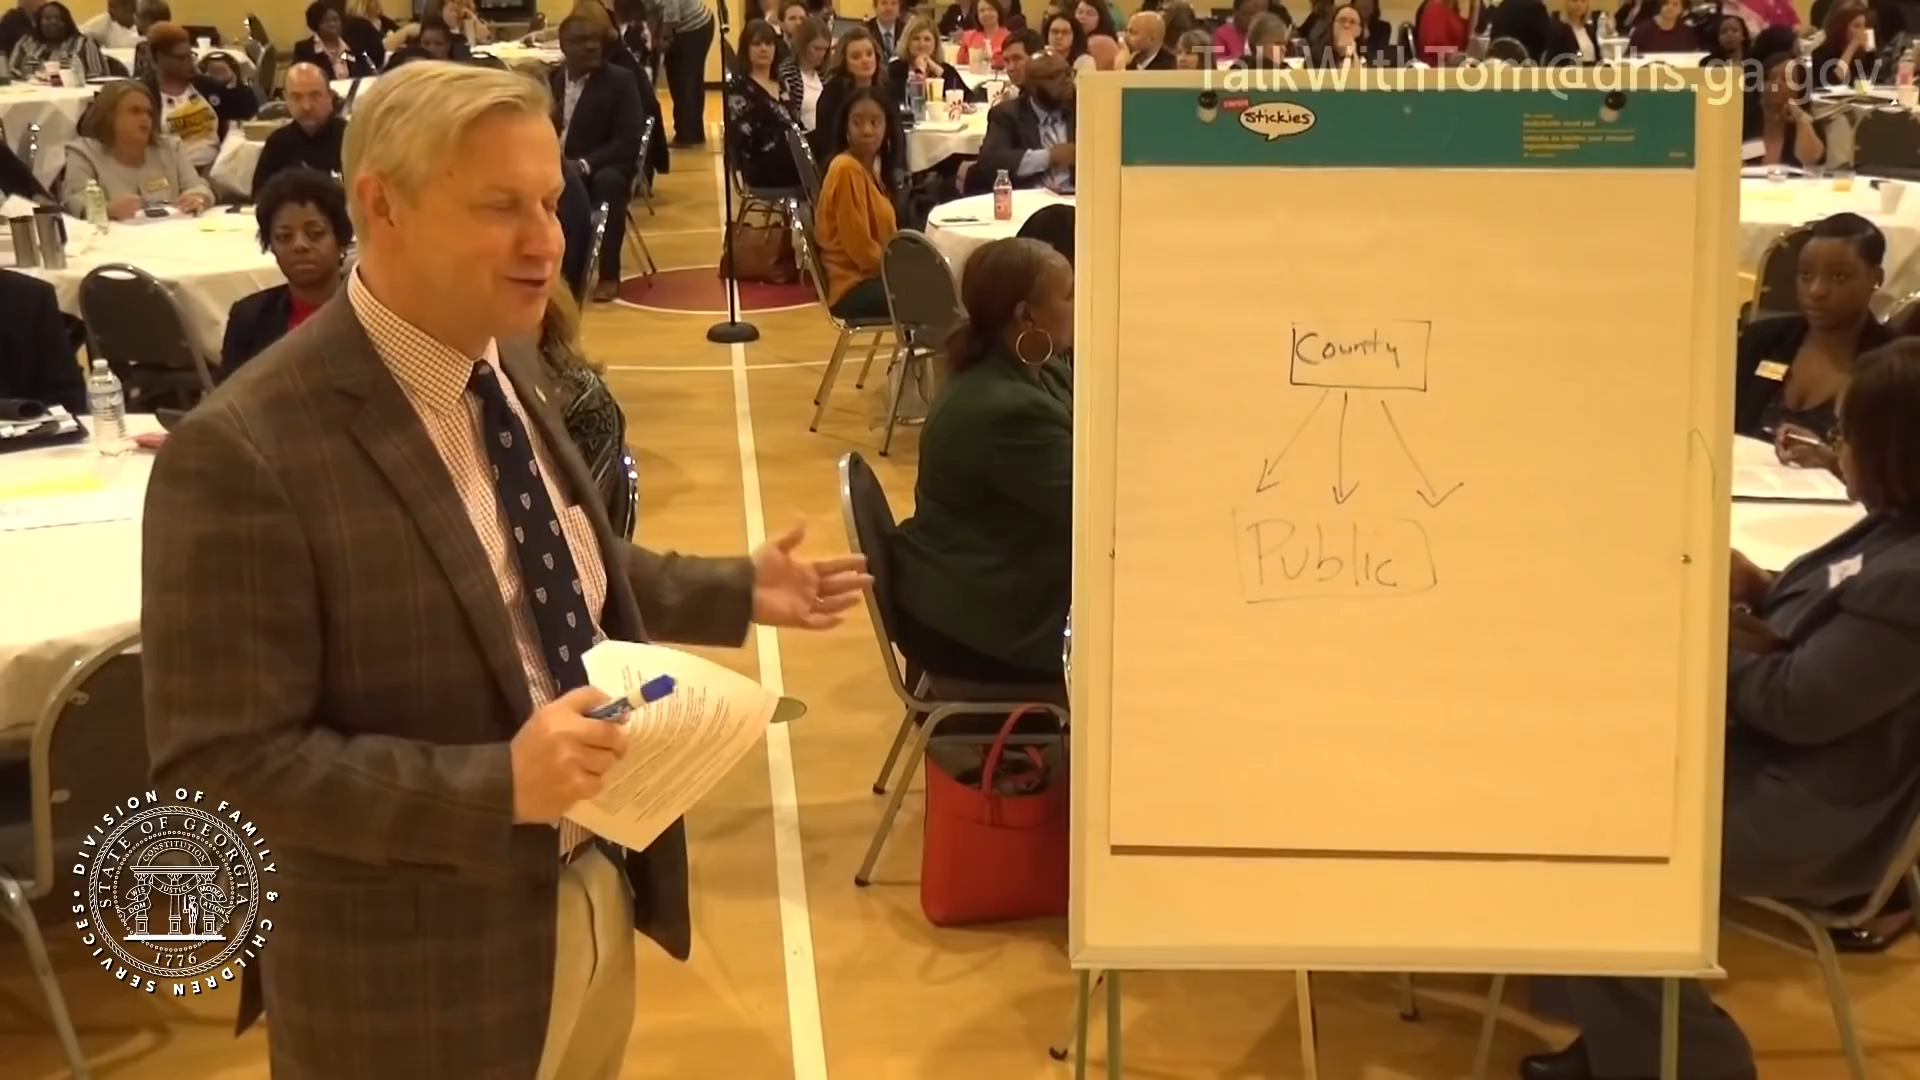 TalkWithTom@dhs.ga.gov
Stickies
County
Public
DIVISION OF FAMILY & CHILDREN SERVICES
STATE OF GEORGIA
CONSTITUTION
WISDOM
JUSTICE
MODERATION
1776